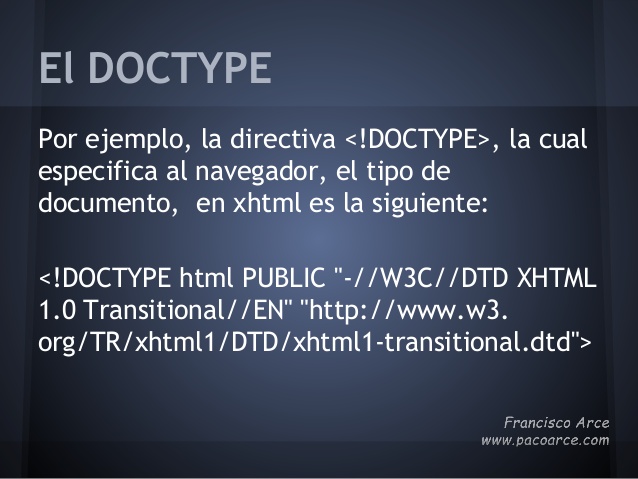 El DOCTYPE
Por ejemplo, la directiva <!DOCTYPE>, la cual
especifica al navegador, el tipo de
documento,  en xhtml es la siguiente:
<!DOCTYPE html PUBLIC "-//W3C//DTD XHTML
1.0 Transitional//EN" "http://www.w3.
org/TR/xhtml1/DTD/xhtml1-transitional.dtd">
Francisco Arce
www.pacoarce.com